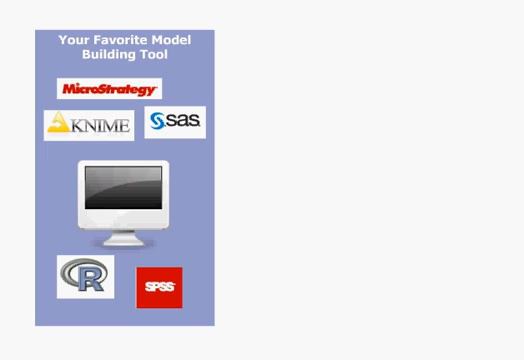 Your Favorite Model
Building Tool
MicroStrategy
KNIME
sas
R
SPSS